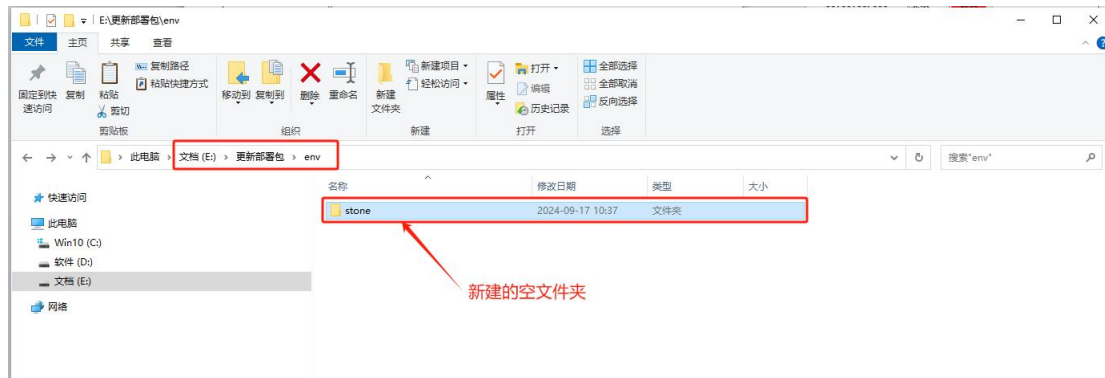 E:\更新部署包\env
文件 主页 共享 查看
固定到快速访问
复制
粘贴
复制路径
粘贴快捷方式
剪切
剪贴板
移动到 复制到 删除 重命名
组织
新建文件夹
新建项目
轻松访问
新建
属性
打开
编辑
历史记录
打开
全部选择
全部取消
反向选择
选择
此电脑 > 文档 (E:) > 更新部署包 > env
搜索"env"
名称 修改日期 类型 大小
stone 2024-09-17 10:37 文件夹
快速访问
此电脑
Win10 (C:)
软件 (D:)
文档 (E:)
网络
新建的空文件夹